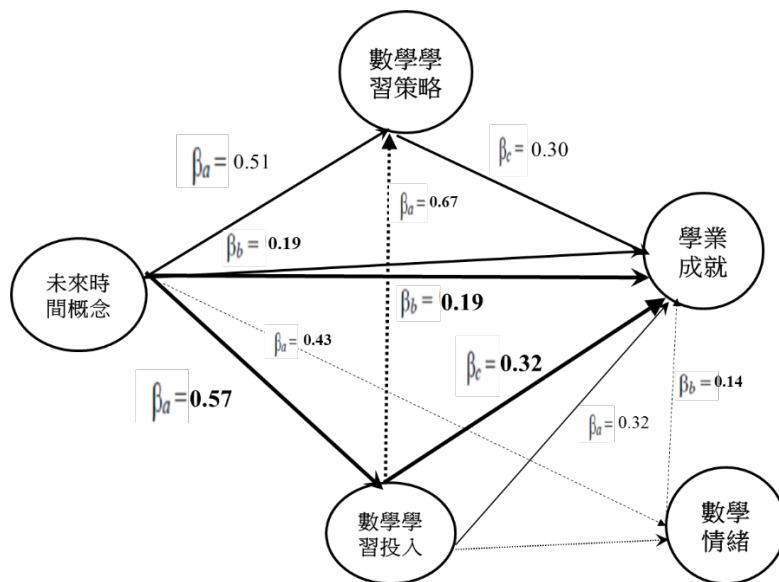 數學學
習策略
βa = 0.51
βc = 0.30
βa = 0.67
學業
成就
βb = 0.19
未來時
間概念
βb = 0.19
βa = 0.43
βc = 0.32
βa = 0.57
βb = 0.14
βa = 0.32
數學學
習投入
數學
情緒